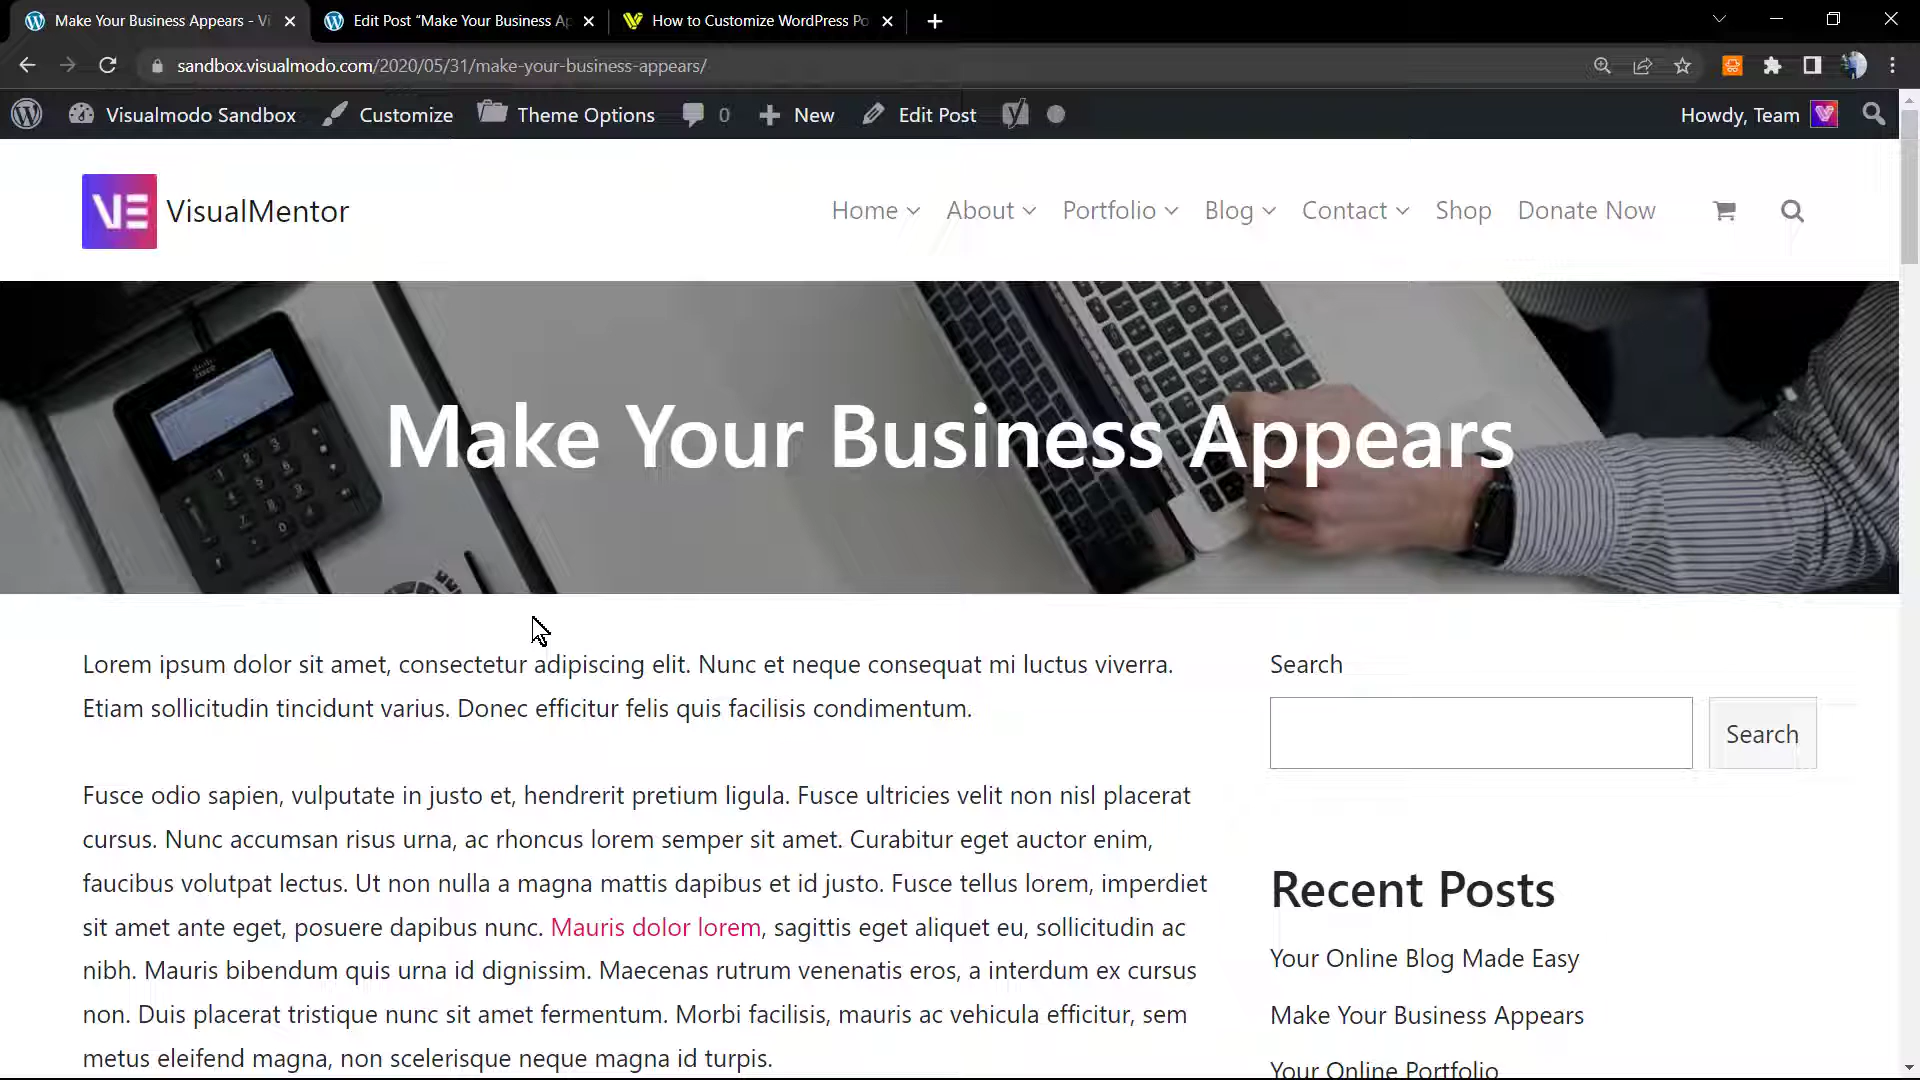 Make Your Business Appears - Vi
Edit Post “Make Your Business Ap
How to Customize WordPress Po
sandbox.visualmodo.com/2020/05/31/make-your-business-appears/
Visualmodo Sandbox Customize Theme Options 0 New Edit Post Howdy, Team
VisualMentor
Home About Portfolio Blog Contact Shop Donate Now
Make Your Business Appears
Lorem ipsum dolor sit amet, consectetur adipiscing elit. Nunc et neque consequat mi luctus viverra.
Etiam sollicitudin tincidunt varius. Donec efficitur felis quis facilisis condimentum.
Fusce odio sapien, vulputate in justo et, hendrerit pretium ligula. Fusce ultricies velit non nisl placerat
cursus. Nunc accumsan risus urna, ac rhoncus lorem semper sit amet. Curabitur eget auctor enim,
faucibus volutpat lectus. Ut non nulla a magna mattis dapibus et id justo. Fusce tellus lorem, imperdiet
sit amet ante eget, posuere dapibus nunc. Mauris dolor lorem, sagittis eget aliquet eu, sollicitudin ac
nibh. Mauris bibendum quis urna id dignissim. Maecenas rutrum venenatis eros, a interdum ex cursus
non. Duis placerat tristique nunc sit amet fermentum. Morbi facilisis, mauris ac vehicula efficitur, sem
metus eleifend magna, non scelerisque neque magna id turpis.
Search
Search
Recent Posts
Your Online Blog Made Easy
Make Your Business Appears
Your Online Portfolio